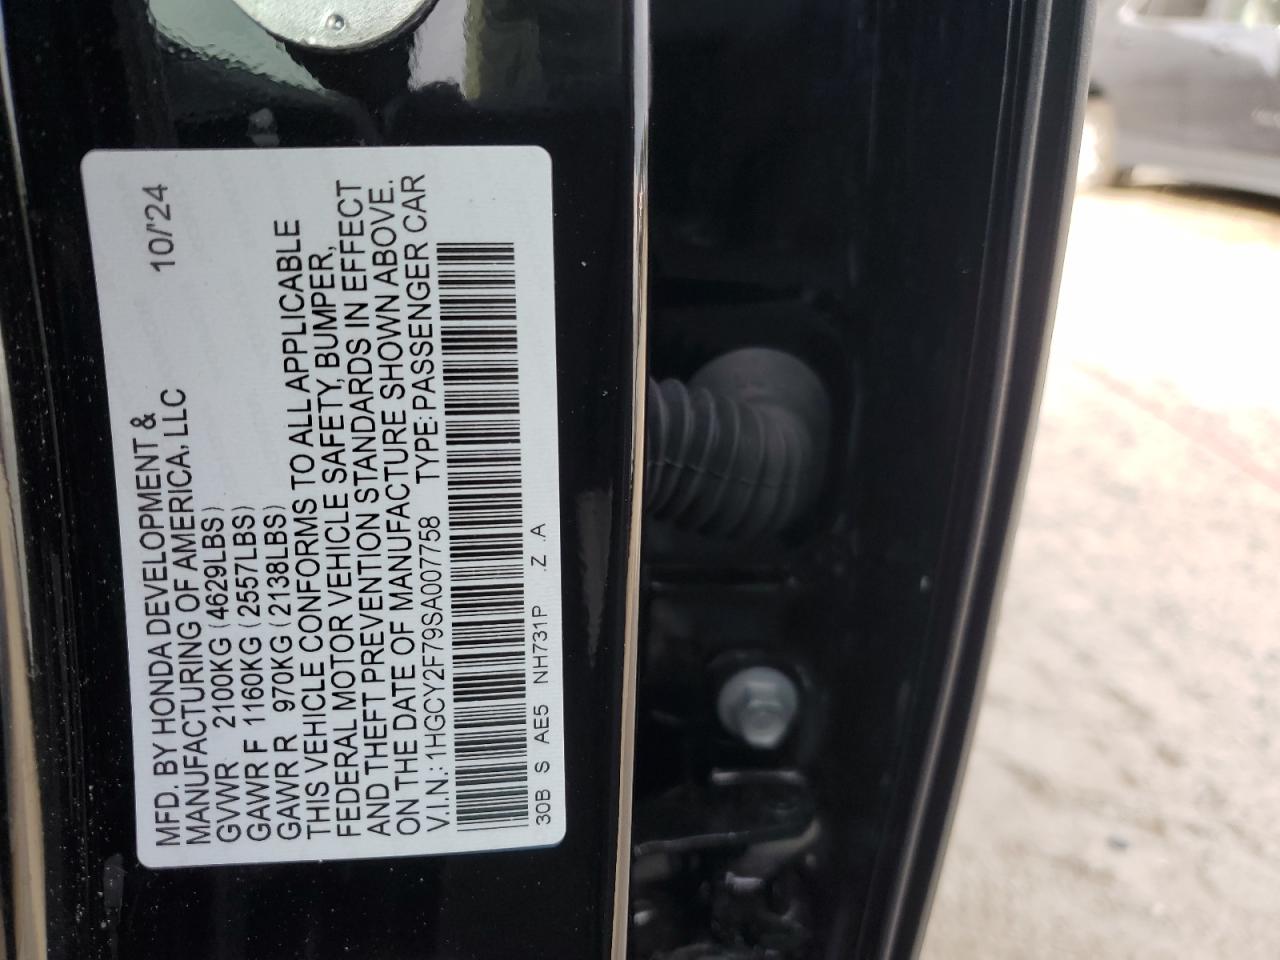 MFD. BY HONDA DEVELOPMENT &
MANUFACTURING OF AMERICA, LLC 10/'24
GVWR 2100KG (4629LBS)
GAWR F 1160KG (2557LBS)
GAWR R 970KG (2138LBS)
THIS VEHICLE CONFORMS TO ALL APPLICABLE
FEDERAL MOTOR VEHICLE SAFETY, BUMPER,
AND THEFT PREVENTION STANDARDS IN EFFECT
ON THE DATE OF MANUFACTURE SHOWN ABOVE.
V.I.N.: 1HGCY2F79SA007758 TYPE: PASSENGER CAR
30B S AE5 NH731P .Z .A